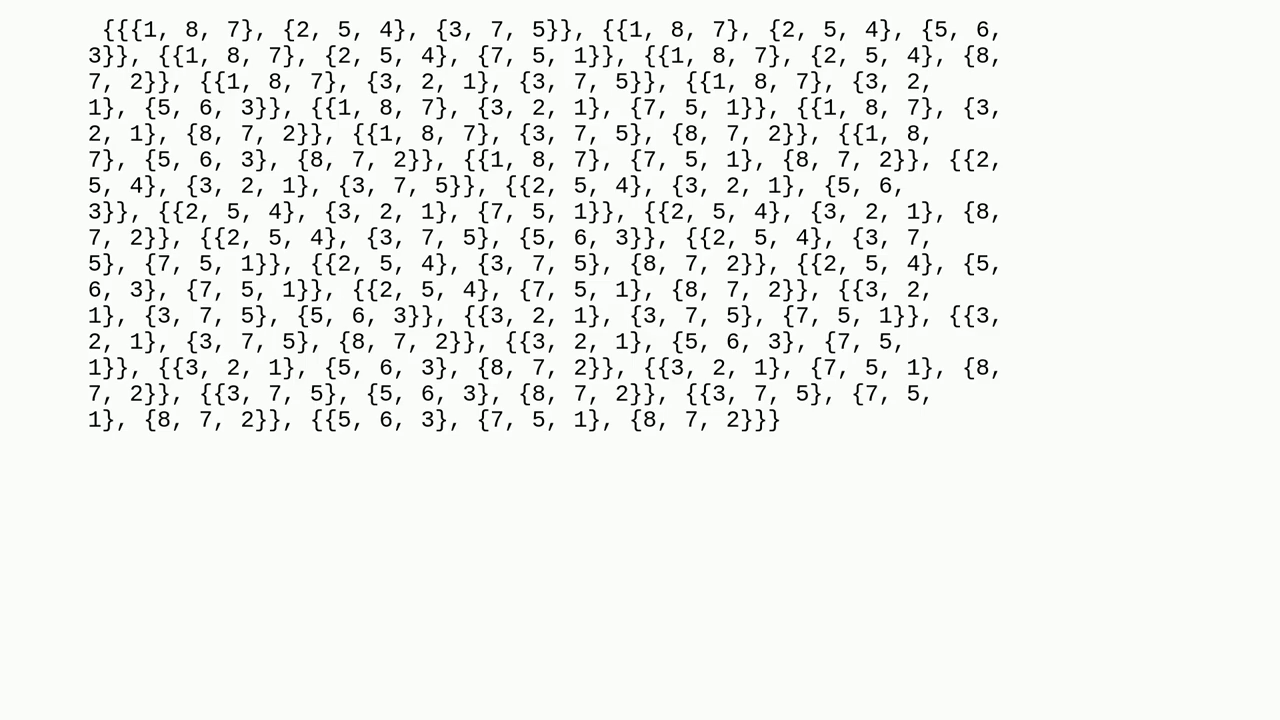 {{{1, 8, 7}, {2, 5, 4}, {3, 7, 5}}, {{1, 8, 7}, {2, 5, 4}, {5, 6,
3}}, {{1, 8, 7}, {2, 5, 4}, {7, 5, 1}}, {{1, 8, 7}, {2, 5, 4}, {8,
7, 2}}, {{1, 8, 7}, {3, 2, 1}, {3, 7, 5}}, {{1, 8, 7}, {3, 2,
1}, {5, 6, 3}}, {{1, 8, 7}, {3, 2, 1}, {7, 5, 1}}, {{1, 8, 7}, {3,
2, 1}, {8, 7, 2}}, {{1, 8, 7}, {3, 7, 5}, {8, 7, 2}}, {{1, 8,
7}, {5, 6, 3}, {8, 7, 2}}, {{1, 8, 7}, {7, 5, 1}, {8, 7, 2}}, {{2,
5, 4}, {3, 2, 1}, {3, 7, 5}}, {{2, 5, 4}, {3, 2, 1}, {5, 6,
3}}, {{2, 5, 4}, {3, 2, 1}, {7, 5, 1}}, {{2, 5, 4}, {3, 2, 1}, {8,
7, 2}}, {{2, 5, 4}, {3, 7, 5}, {5, 6, 3}}, {{2, 5, 4}, {3, 7,
5}, {7, 5, 1}}, {{2, 5, 4}, {3, 7, 5}, {8, 7, 2}}, {{2, 5, 4}, {5,
6, 3}, {7, 5, 1}}, {{2, 5, 4}, {7, 5, 1}, {8, 7, 2}}, {{3, 2,
1}, {3, 7, 5}, {5, 6, 3}}, {{3, 2, 1}, {3, 7, 5}, {7, 5, 1}}, {{3,
2, 1}, {3, 7, 5}, {8, 7, 2}}, {{3, 2, 1}, {5, 6, 3}, {7, 5,
1}}, {{3, 2, 1}, {5, 6, 3}, {8, 7, 2}}, {{3, 2, 1}, {7, 5, 1}, {8,
7, 2}}, {{3, 7, 5}, {5, 6, 3}, {8, 7, 2}}, {{3, 7, 5}, {7, 5,
1}, {8, 7, 2}}, {{5, 6, 3}, {7, 5, 1}, {8, 7, 2}}}